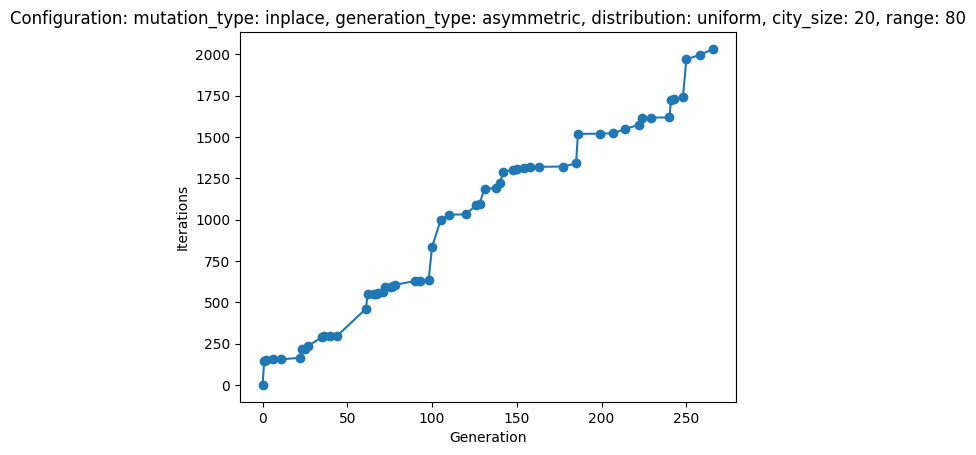 Configuration: mutation_type: inplace, generation_type: asymmetric, distribution: uniform, city_size: 20, range: 80
2000
1750
1500
1250
1000
750
500
250
0
Iterations
0 50 100 150 200 250
Generation